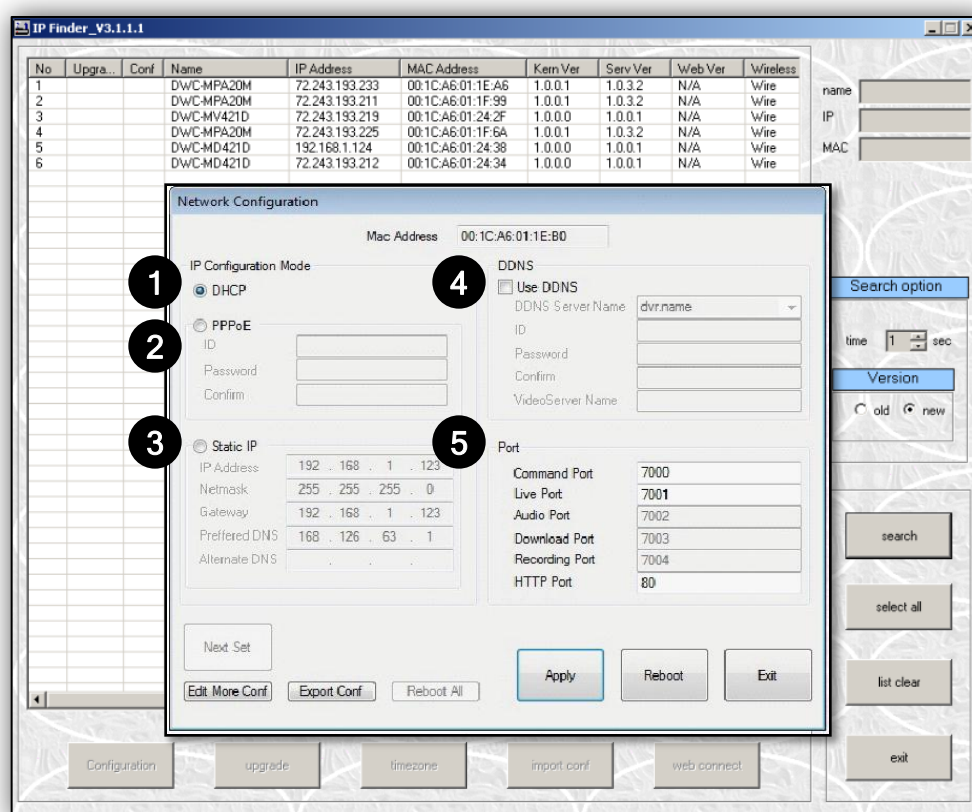 IP Finder_V3.1.1.1
No Upgra... Conf Name IP Address MAC Address Kern Ver Serv Ver Web Ver Wireless
1 DWC-MPA20M 72.243.193.233 00:1C:A6:01:1E:A6 1.0.0.1 1.0.3.2 N/A Wire
2 DWC-MPA20M 72.243.193.211 00:1C:A6:01:1F:99 1.0.0.1 1.0.3.2 N/A Wire
3 DWC-MV421D 72.243.193.219 00:1C:A6:01:24:2F 1.0.0.0 1.0.0.1 N/A Wire
4 DWC-MPA20M 72.243.193.225 00:1C:A6:01:1F:6A 1.0.0.1 1.0.3.2 N/A Wire
5 DWC-MD421D 192.168.1.124 00:1C:A6:01:24:38 1.0.0.0 1.0.0.1 N/A Wire
6 DWC-MD421D 72.243.193.212 00:1C:A6:01:24:34 1.0.0.0 1.0.0.1 N/A Wire
name
IP
MAC
Network Configuration
Mac Address 00:1C:A6:01:1E:B0
1
IP Configuration Mode
DHCP
2
PPPoE
ID
Password
Confirm
3
Static IP
IP Address 192 . 168 . 1 . 123
Netmask 255 . 255 . 255 . 0
Gateway 192 . 168 . 1 . 123
Preffered DNS 168 . 126 . 63 . 1
Alternate DNS . . .
4
DDNS
Use DDNS
DDNS Server Name dvr.name
ID
Password
Confirm
VideoServer Name
5
Port
Command Port 7000
Live Port 7001
Audio Port 7002
Download Port 7003
Recording Port 7004
HTTP Port 80
Next Set
Edit More Conf Export Conf Reboot All
Apply Reboot Exit
Search option
time 1 sec
Version
old new
search
select all
list clear
exit
Configuration upgrade timezone import conf web connect